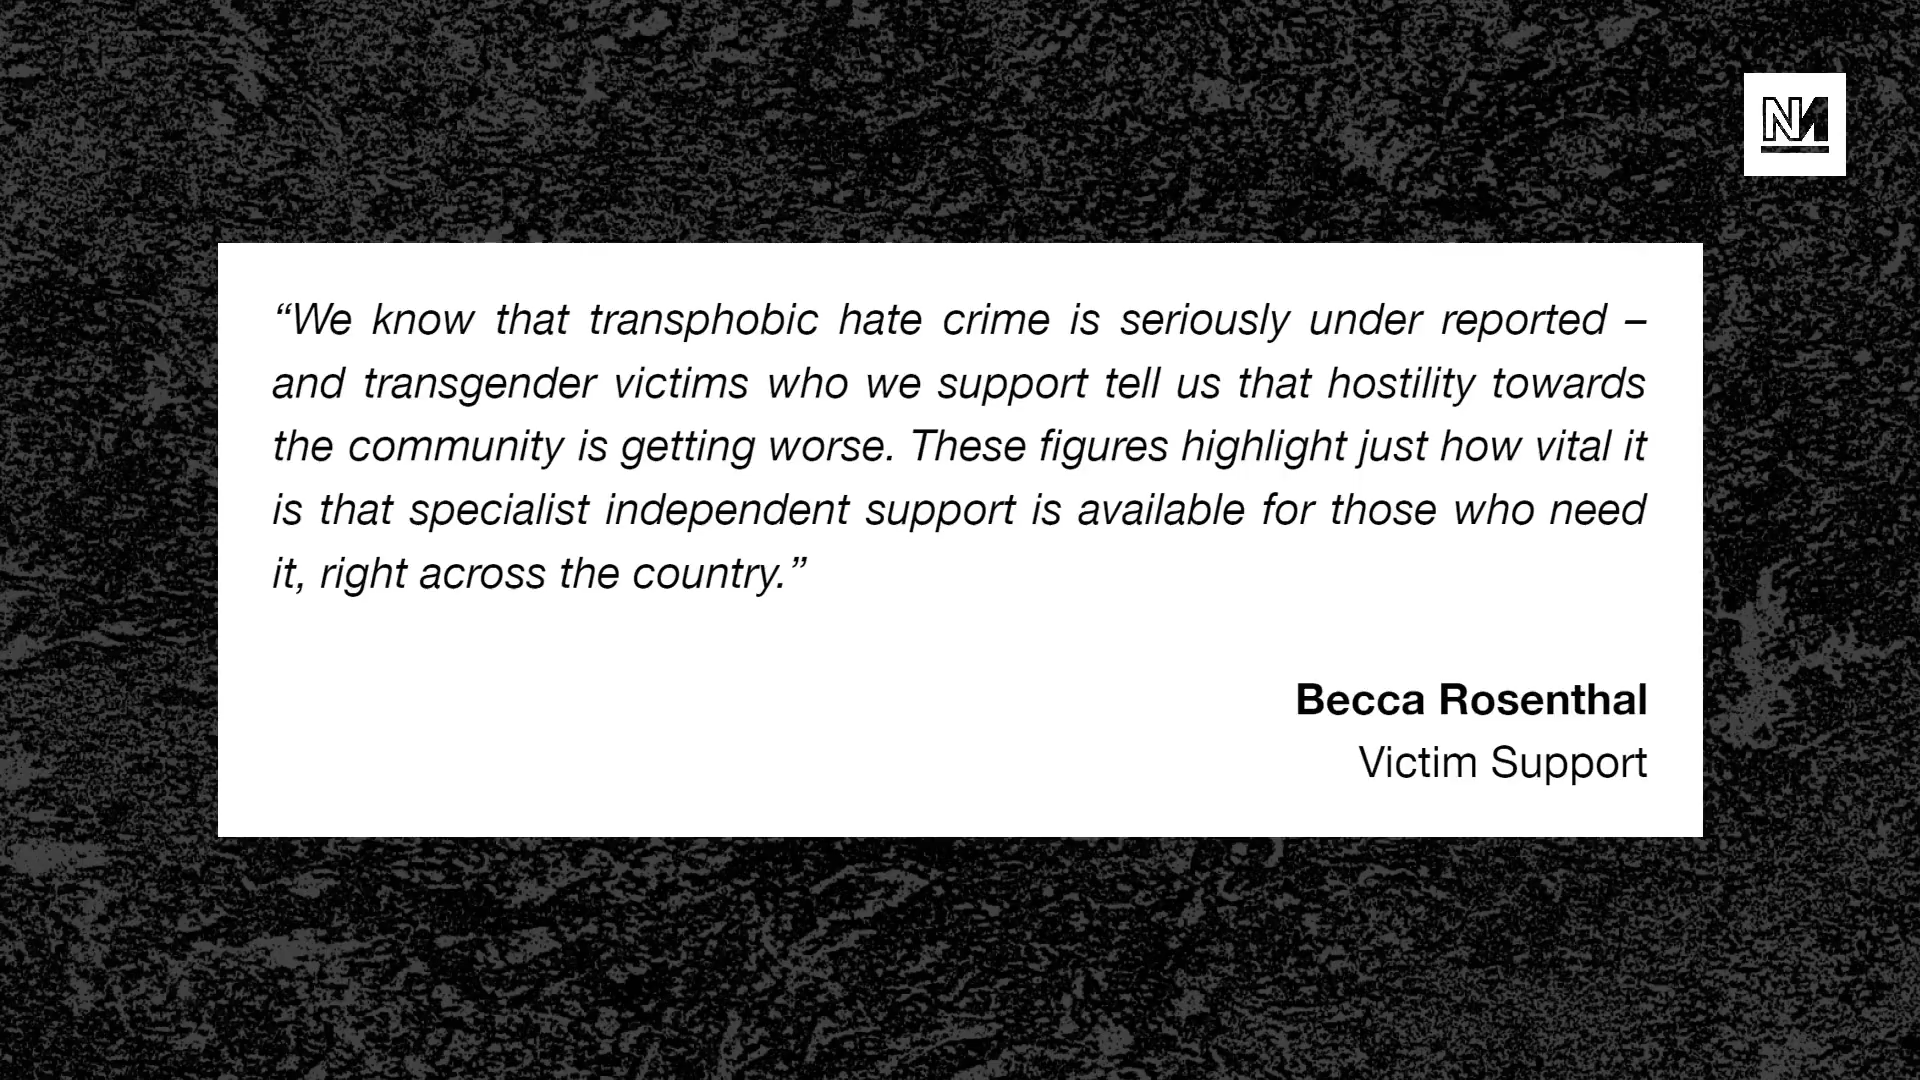 NM
“We know that transphobic hate crime is seriously under reported –
and transgender victims who we support tell us that hostility towards
the community is getting worse. These figures highlight just how vital it
is that specialist independent support is available for those who need
it, right across the country.”
Becca Rosenthal
Victim Support